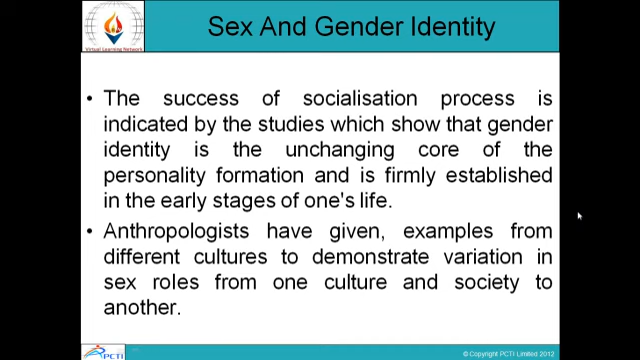 Sex And Gender Identity
Virtual Learning Network
• The success of socialisation process is
indicated by the studies which show that gender
identity is the unchanging core of the
personality formation and is firmly established
in the early stages of one's life.
• Anthropologists have given, examples from
different cultures to demonstrate variation in
sex roles from one culture and society to
another.
PCTI
© Copyright PCTI Limited 2012